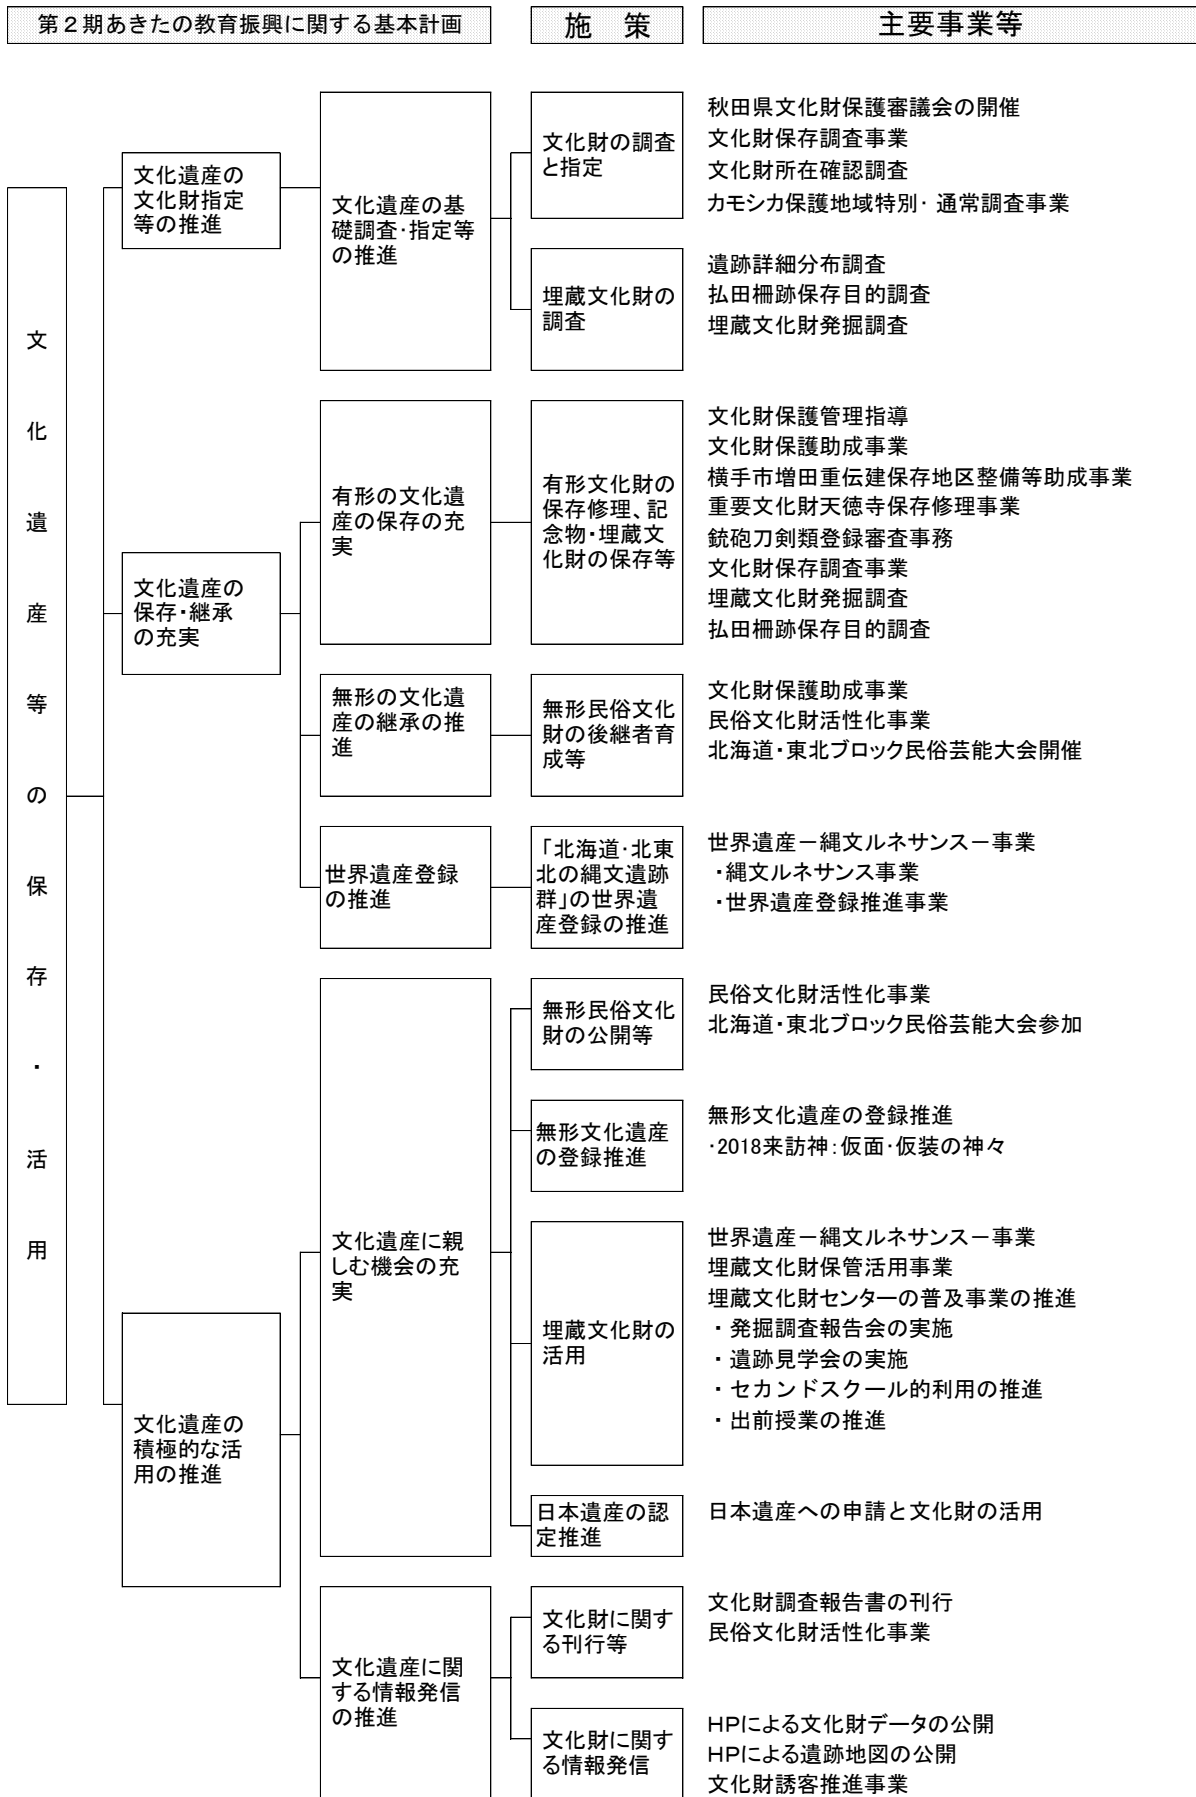 第２期あきたの教育振興に関する基本計画
施　策
主要事業等
文化遺産等の保存・活用
文化遺産の
文化財指定
等の推進
文化遺産の基
礎調査・指定等
の推進
文化財の調査
と指定
秋田県文化財保護審議会の開催
文化財保存調査事業
文化財所在確認調査
カモシカ保護地域特別・通常調査事業
埋蔵文化財の
調査
遺跡詳細分布調査
払田柵跡保存目的調査
埋蔵文化財発掘調査
文化遺産の
保存・継承
の充実
有形の文化遺
産の保存の充
実
有形文化財の
保存修理、記
念物・埋蔵文
化財の保存等
文化財保護管理指導
文化財保護助成事業
横手市増田重伝建保存地区整備等助成事業
重要文化財天徳寺保存修理事業
銃砲刀剣類登録審査事務
文化財保存調査事業
埋蔵文化財発掘調査
払田柵跡保存目的調査
無形の文化遺
産の継承の推
進
無形民俗文化
財の後継者育
成等
文化財保護助成事業
民俗文化財活性化事業
北海道・東北ブロック民俗芸能大会開催
世界遺産登録
の推進
「北海道・北東
北の縄文遺跡
群」の世界遺
産登録の推進
世界遺産－縄文ルネサンス－事業
・縄文ルネサンス事業
・世界遺産登録推進事業
文化遺産の
積極的な活
用の推進
文化遺産に親
しむ機会の充
実
無形民俗文化
財の公開等
民俗文化財活性化事業
北海道・東北ブロック民俗芸能大会参加
無形文化遺産
の登録推進
無形文化遺産の登録推進
・2018来訪神：仮面・仮装の神々
埋蔵文化財の
活用
世界遺産－縄文ルネサンス－事業
埋蔵文化財保管活用事業
埋蔵文化財センターの普及事業の推進
・発掘調査報告会の実施
・遺跡見学会の実施
・セカンドスクール的利用の推進
・出前授業の推進
日本遺産の認
定推進
日本遺産への申請と文化財の活用
文化遺産に関
する情報発信
の推進
文化財に関す
る刊行等
文化財調査報告書の刊行
民俗文化財活性化事業
文化財に関す
る情報発信
HPによる文化財データの公開
HPによる遺跡地図の公開
文化財誘客推進事業